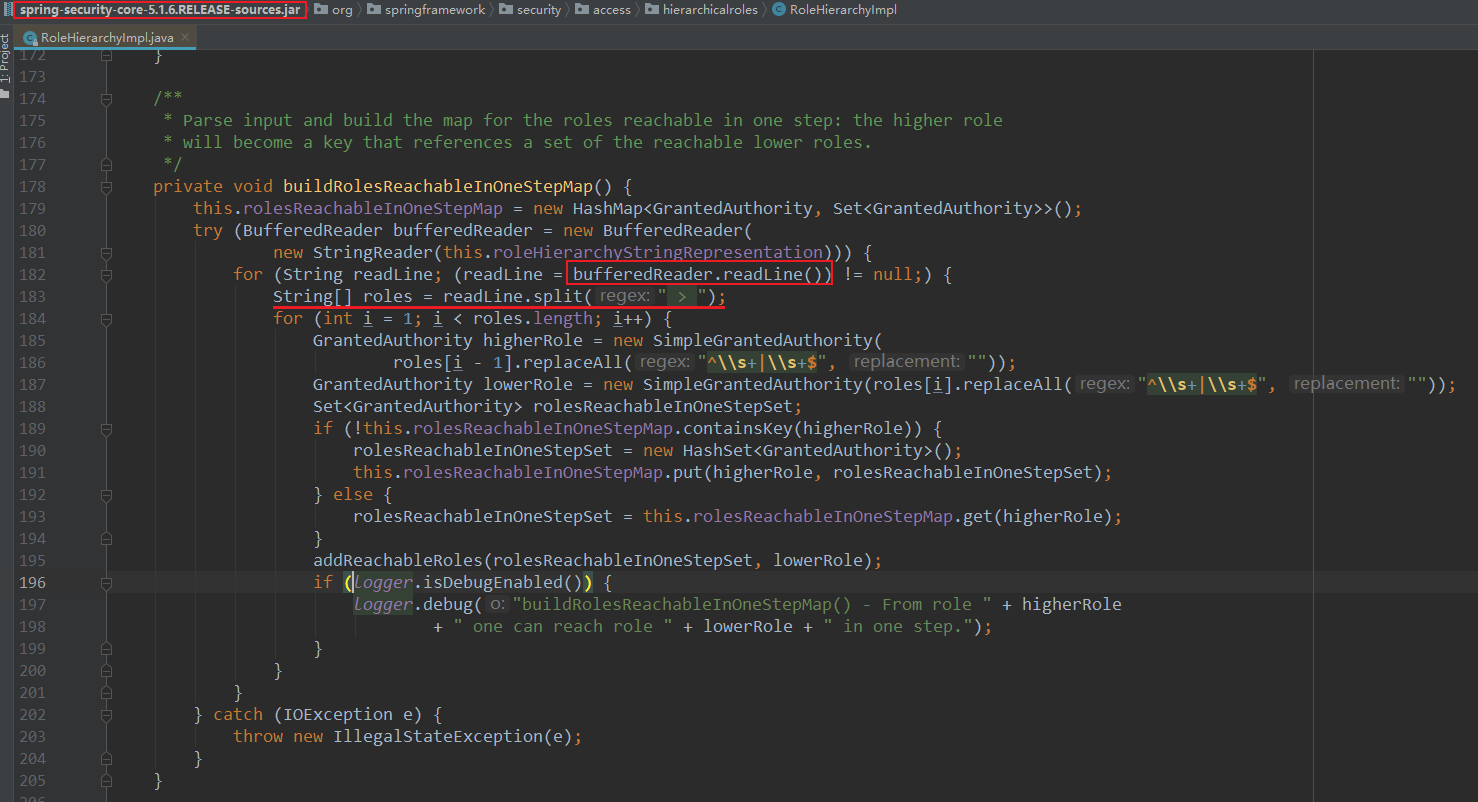 spring-security-core-5.1.6.RELEASE-sources.jar org springframework security access hierarchicalroles RoleHierarchyImpl
RoleHierarchyImpl.java
1: Project
172 }
173
174 /**
175 * Parse input and build the map for the roles reachable in one step: the higher role
176 * will become a key that references a set of the reachable lower roles.
177 */
178 private void buildRolesReachableInOneStepMap() {
179 this.rolesReachableInOneStepMap = new HashMap<GrantedAuthority, Set<GrantedAuthority>>();
180 try (BufferedReader bufferedReader = new BufferedReader(
181 new StringReader(this.roleHierarchyStringRepresentation))) {
182 for (String readLine; (readLine = bufferedReader.readLine()) != null;) {
183 String[] roles = readLine.split( regex: " > ");
184 for (int i = 1; i < roles.length; i++) {
185 GrantedAuthority higherRole = new SimpleGrantedAuthority(
186 roles[i - 1].replaceAll( regex: "^\\s+|\\s+$", replacement: ""));
187 GrantedAuthority lowerRole = new SimpleGrantedAuthority(roles[i].replaceAll( regex: "^\\s+|\\s+$", replacement: ""));
188 Set<GrantedAuthority> rolesReachableInOneStepSet;
189 if (!this.rolesReachableInOneStepMap.containsKey(higherRole)) {
190 rolesReachableInOneStepSet = new HashSet<GrantedAuthority>();
191 this.rolesReachableInOneStepMap.put(higherRole, rolesReachableInOneStepSet);
192 } else {
193 rolesReachableInOneStepSet = this.rolesReachableInOneStepMap.get(higherRole);
194 }
195 addReachableRoles(rolesReachableInOneStepSet, lowerRole);
196 if (logger.isDebugEnabled()) {
197 logger.debug( o: "buildRolesReachableInOneStepMap() - From role " + higherRole
198 + " one can reach role " + lowerRole + " in one step.");
199 }
200 }
201 }
202 } catch (IOException e) {
203 throw new IllegalStateException(e);
204 }
205 }